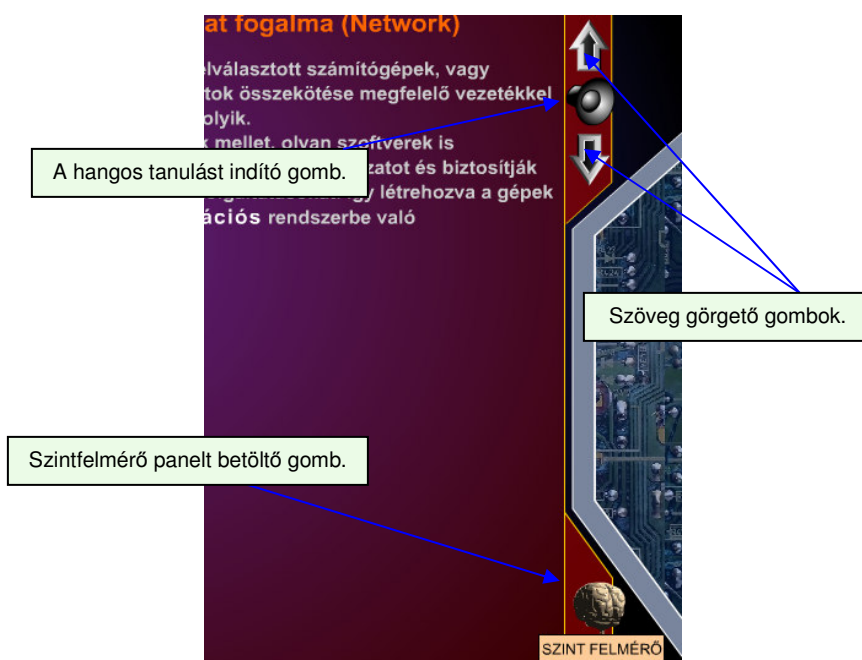 at fogalma (Network)
elválasztott számítógépek, vagy
tok összekötése megfelelő vezetékkel
olyik.
k mellet, olyan szoftverek is
A hangos tanulást indító gomb.
zatot és biztosítják
létrehozva a gépek
ációs rendszerbe való
Szöveg görgető gombok.
Szintfelmérő panelt betöltő gomb.
SZINT FELMÉRŐ